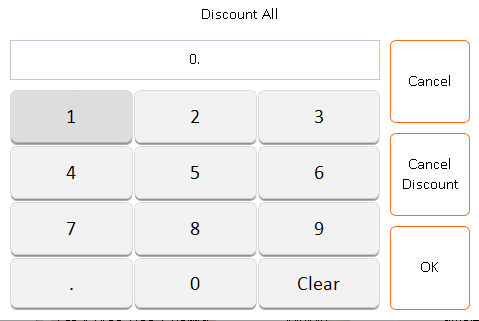 Discount All
0.
Cancel
1 2 3
4 5 6
Cancel
Discount
7 8 9
OK
. 0 Clear